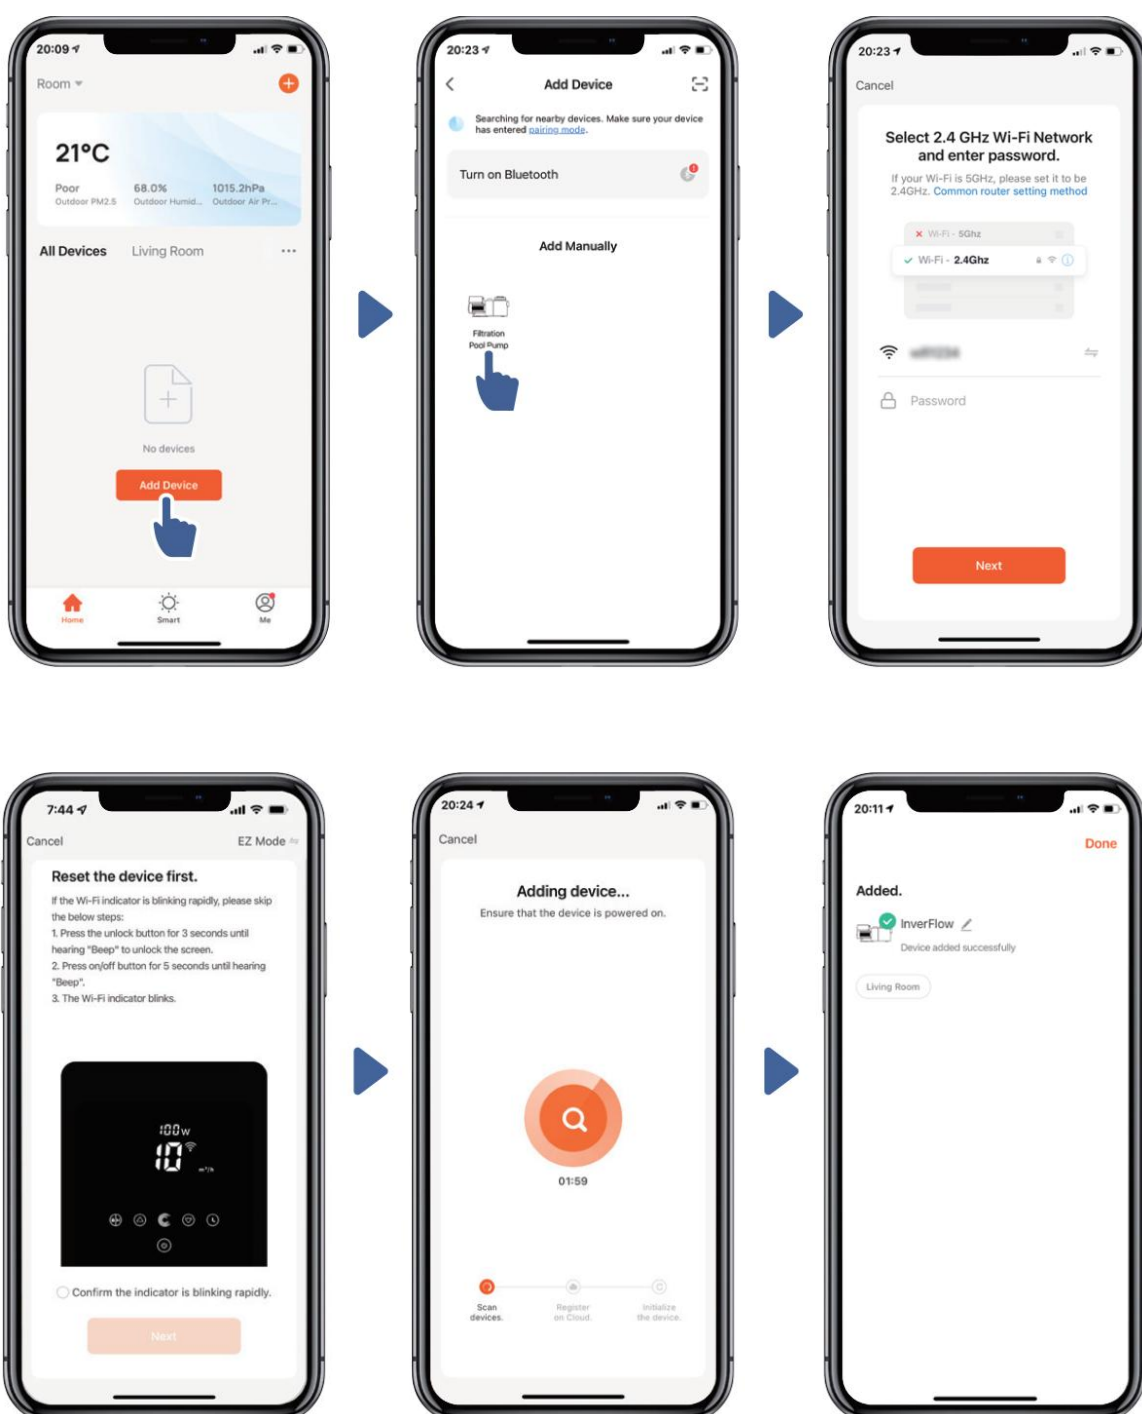 20:09
Room
21°C
Poor 68.0% 1015.2hPa
Outdoor PM2.5 Outdoor Humid... Outdoor Air Pr...
All Devices Living Room
No devices
Add Device
Home Smart Me
20:23
Add Device
Searching for nearby devices. Make sure your device
has entered pairing mode.
Turn on Bluetooth
Add Manually
Filtration
Pool Pump
20:23
Cancel
Select 2.4 GHz Wi-Fi Network
and enter password.
If your Wi-Fi is 5GHz, please set it to be
2.4GHz. Common router setting method
Wi-Fi - 5Ghz
Wi-Fi - 2.4Ghz
Password
Next
7:44
Cancel EZ Mode
Reset the device first.
If the Wi-Fi indicator is blinking rapidly, please skip
the below steps:
1. Press the unlock button for 3 seconds until
hearing "Beep" to unlock the screen.
2. Press on/off button for 5 seconds until hearing
"Beep".
3. The Wi-Fi indicator blinks.
100w
10
m³/h
Confirm the indicator is blinking rapidly.
Next
20:24
Cancel
Adding device...
Ensure that the device is powered on.
01:59
Scan
devices.
Register
on Cloud.
Initialize
the device.
20:11
Done
Added.
InverFlow
Device added successfully
Living Room